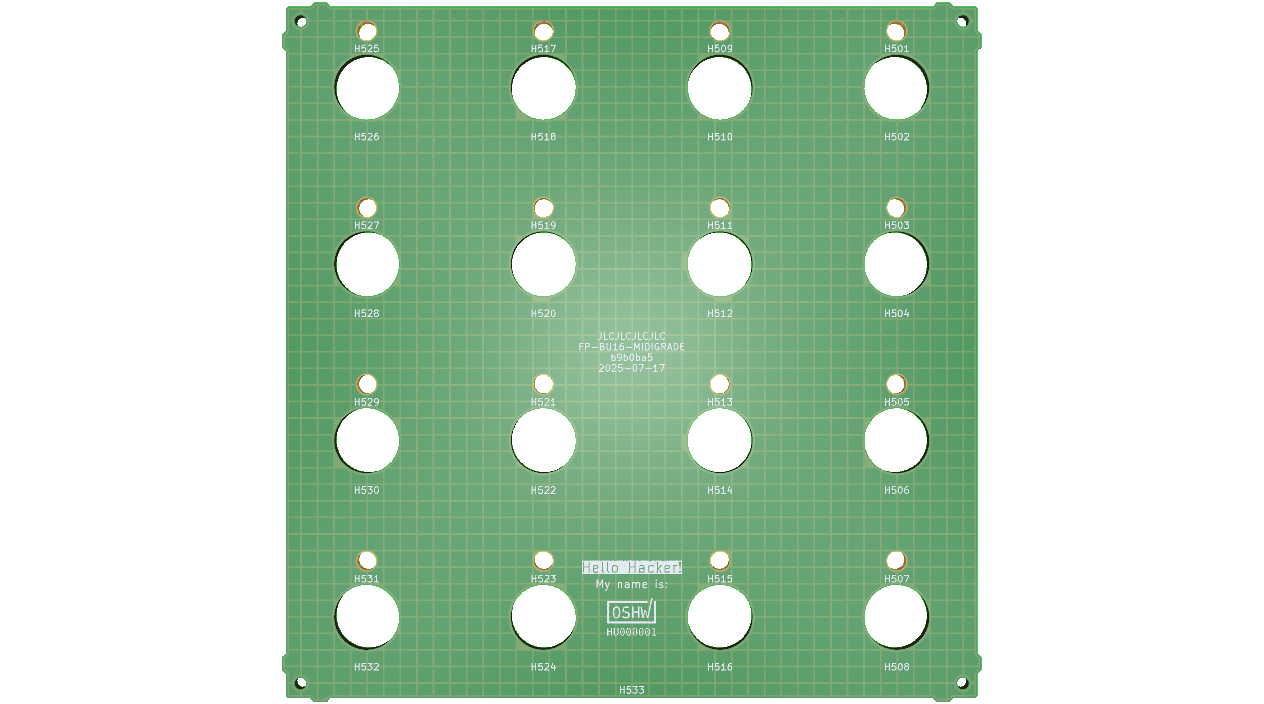 H525 H517 H509 H501
H526 H518 H510 H502
H527 H519 H511 H503
H528 H520 H512 H504
JLCJLCJLCJLC
FP-BU16-MIDIGRADE
b9b0ba5
2025-07-17
H529 H521 H513 H505
H530 H522 H514 H506
Hello Hacker!
H531 H523 H515 H507
My name is:
OSHW
HU000001
H532 H524 H516 H508
H533